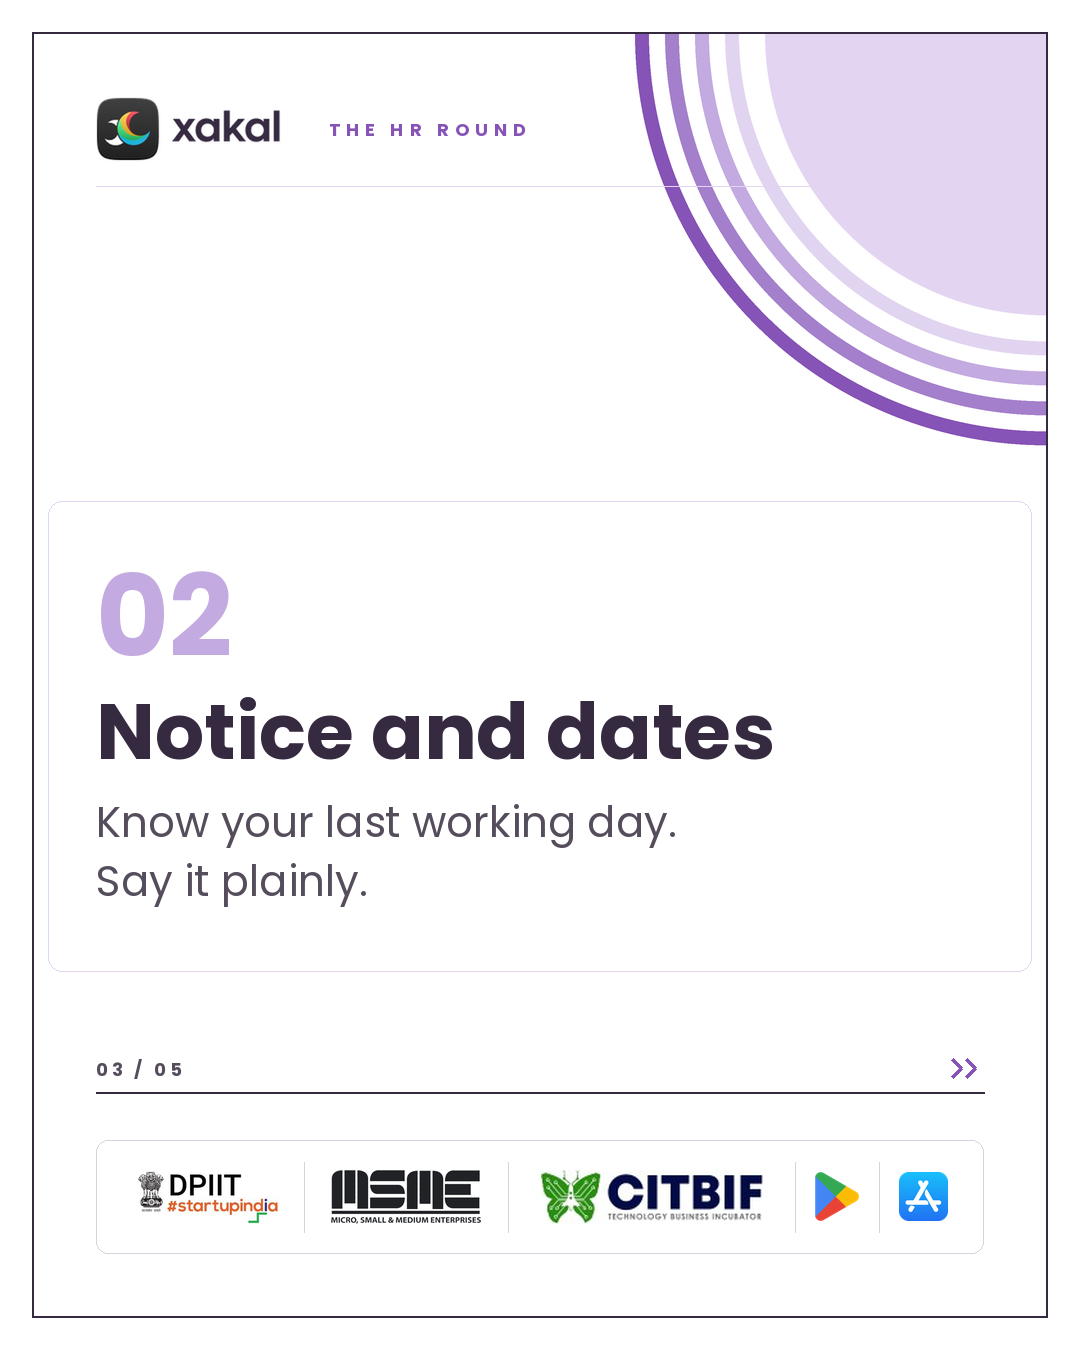 xakal
THE HR ROUND
02
Notice and dates
Know your last working day.
Say it plainly.
03 / 05
DPIIT
#startupindia
MSME
MICRO, SMALL & MEDIUM ENTERPRISES
CITBIF
TECHNOLOGY BUSINESS INCUBATOR